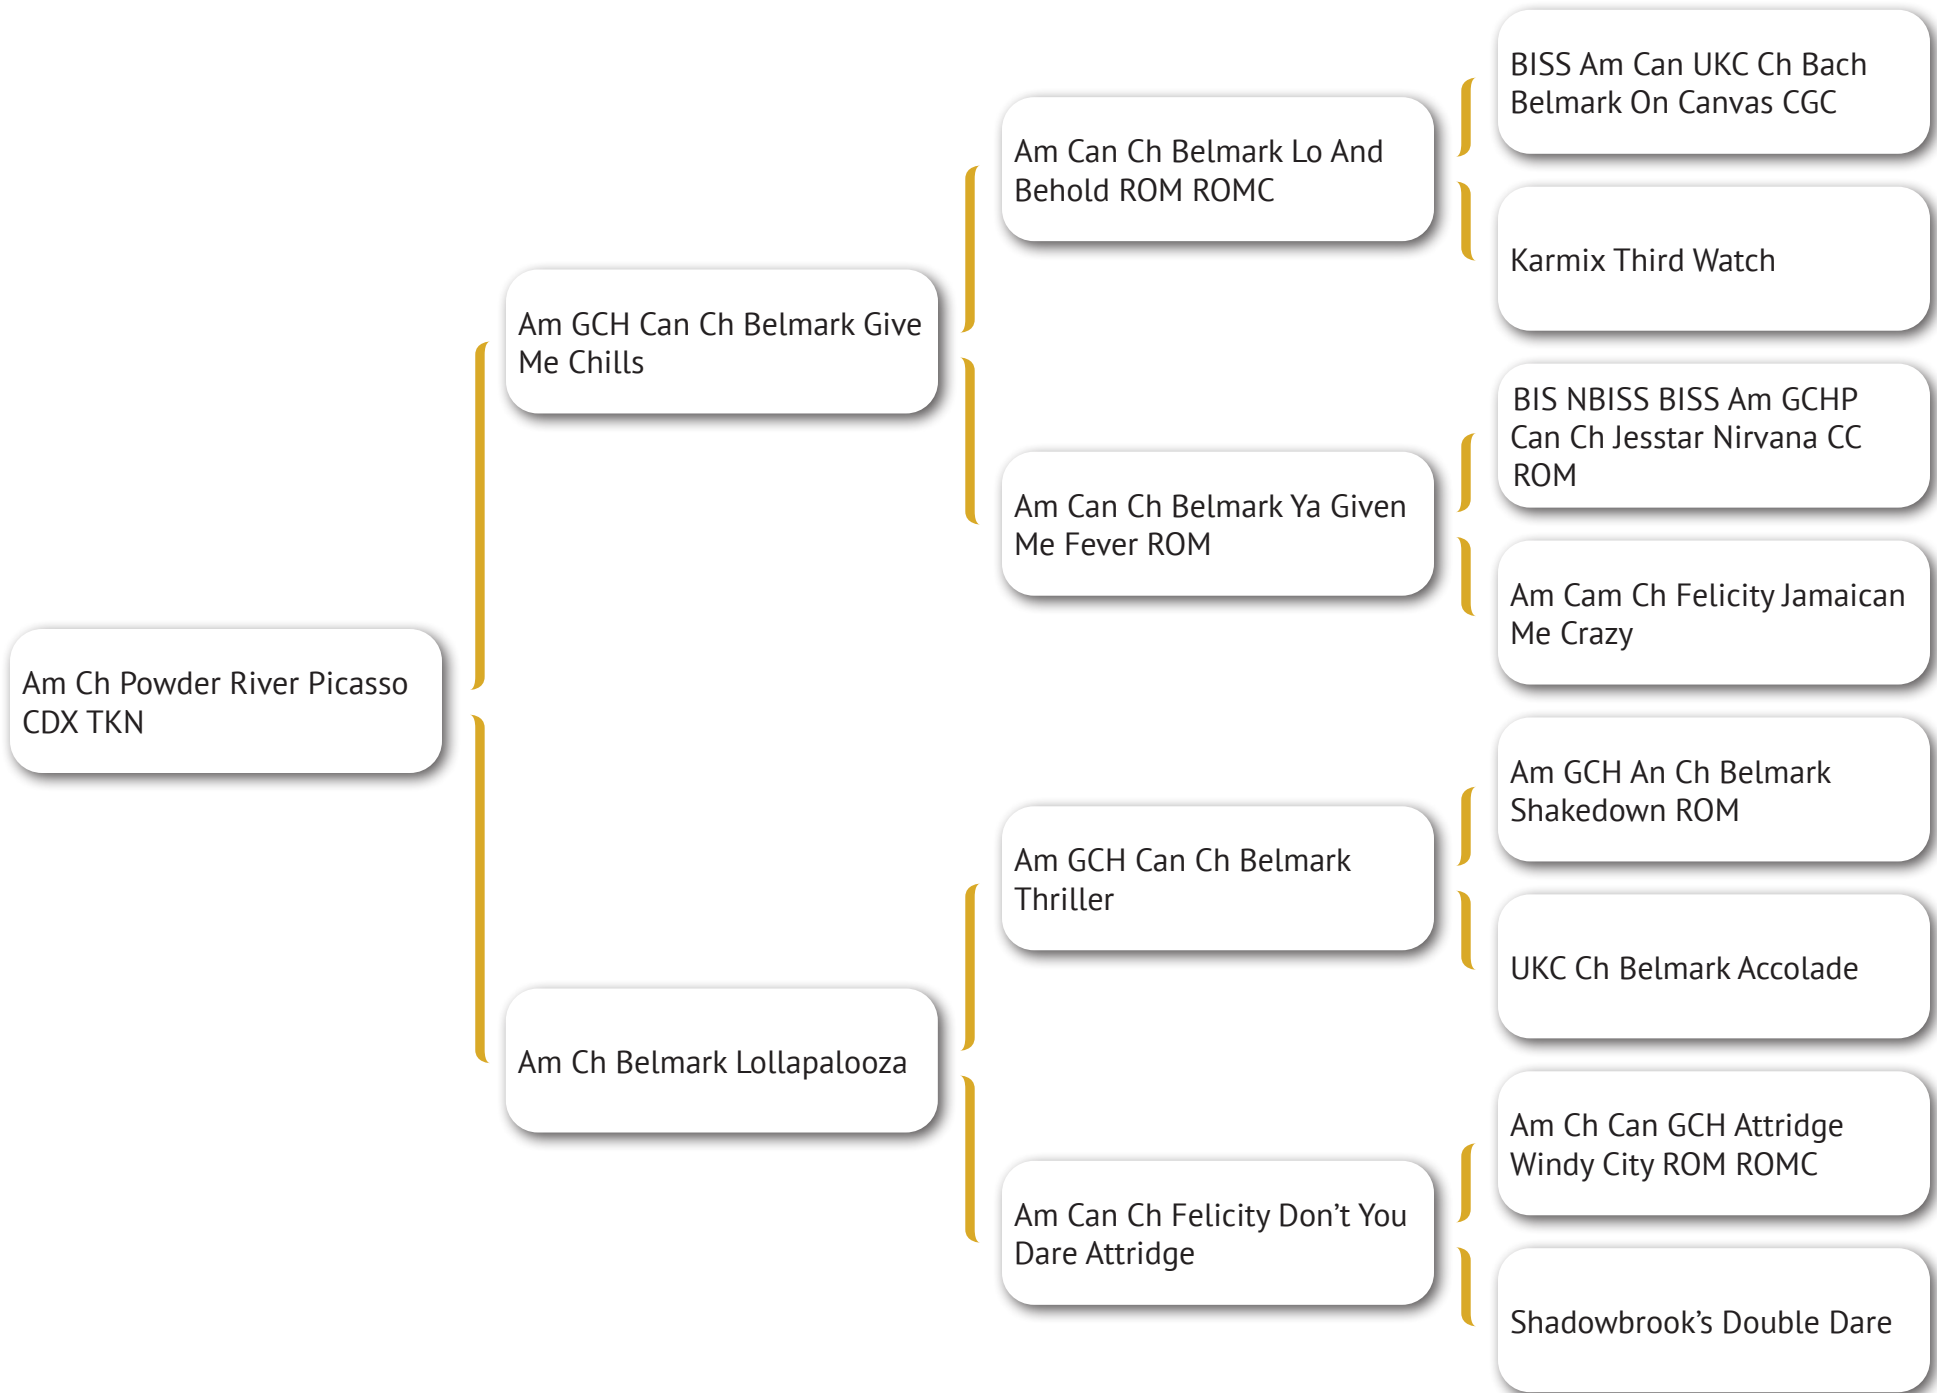 Am Ch Powder River Picasso
CDX TKN
Am GCH Can Ch Belmark Give
Me Chills
Am Ch Belmark Lollapalooza
Am Can Ch Belmark Lo And
Behold ROM ROMC
Am Can Ch Belmark Ya Given
Me Fever ROM
Am GCH Can Ch Belmark
Thriller
Am Can Ch Felicity Don’t You
Dare Attridge
BISS Am Can UKC Ch Bach
Belmark On Canvas CGC
Karmix Third Watch
BIS NBISS BISS Am GCHP
Can Ch Jesstar Nirvana CC
ROM
Am Cam Ch Felicity Jamaican
Me Crazy
Am GCH An Ch Belmark
Shakedown ROM
UKC Ch Belmark Accolade
Am Ch Can GCH Attridge
Windy City ROM ROMC
Shadowbrook’s Double Dare